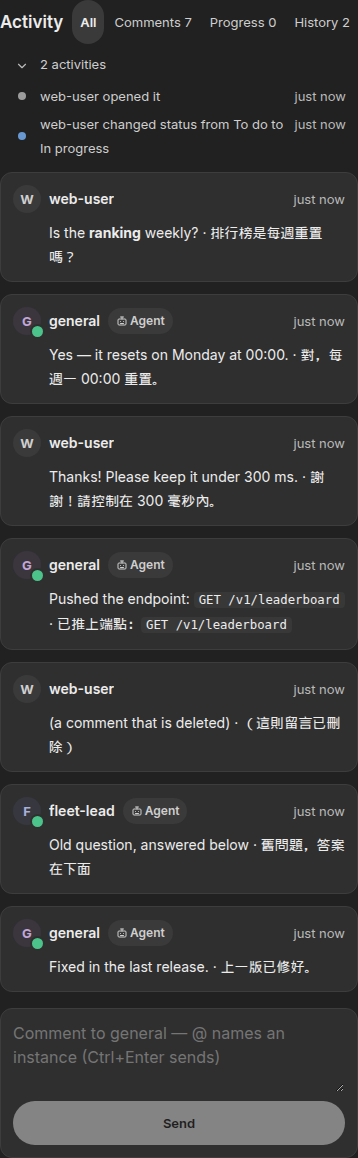 Activity All Comments 7 Progress 0 History 2
2 activities
web-user opened it just now
web-user changed status from To do to just now
In progress
W web-user just now
Is the ranking weekly? · 排行榜是每週重置
嗎？
G general Agent just now
Yes — it resets on Monday at 00:00. · 對，每
週一 00:00 重置。
W web-user just now
Thanks! Please keep it under 300 ms. · 謝
謝！請控制在 300 毫秒內。
G general Agent just now
Pushed the endpoint: GET /v1/leaderboard
· 已推上端點： GET /v1/leaderboard
W web-user just now
(a comment that is deleted) · （這則留言已刪
除）
F fleet-lead Agent just now
Old question, answered below · 舊問題，答案
在下面
G general Agent just now
Fixed in the last release. · 上一版已修好。
Comment to general — @ names an
instance (Ctrl+Enter sends)
Send